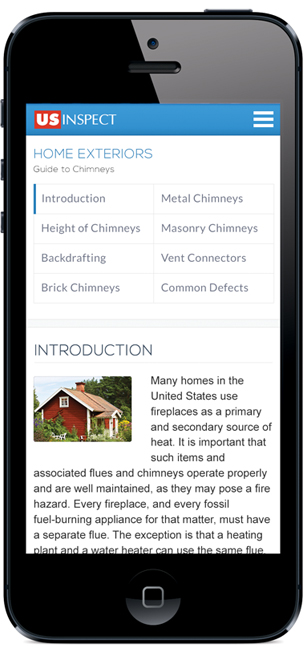 US INSPECT
HOME EXTERIORS
Guide to Chimneys
Introduction
Metal Chimneys
Height of Chimneys
Masonry Chimneys
Backdrafting
Vent Connectors
Brick Chimneys
Common Defects
INTRODUCTION
Many homes in the
United States use
fireplaces as a primary
and secondary source of
heat. It is important that
such items and
associated flues and chimneys operate properly
and are well maintained, as they may pose a fire
hazard. Every fireplace, and every fossil
fuel-burning appliance for that matter, must have
a separate flue. The exception is that a heating
plant and a water heater can use the same flue.